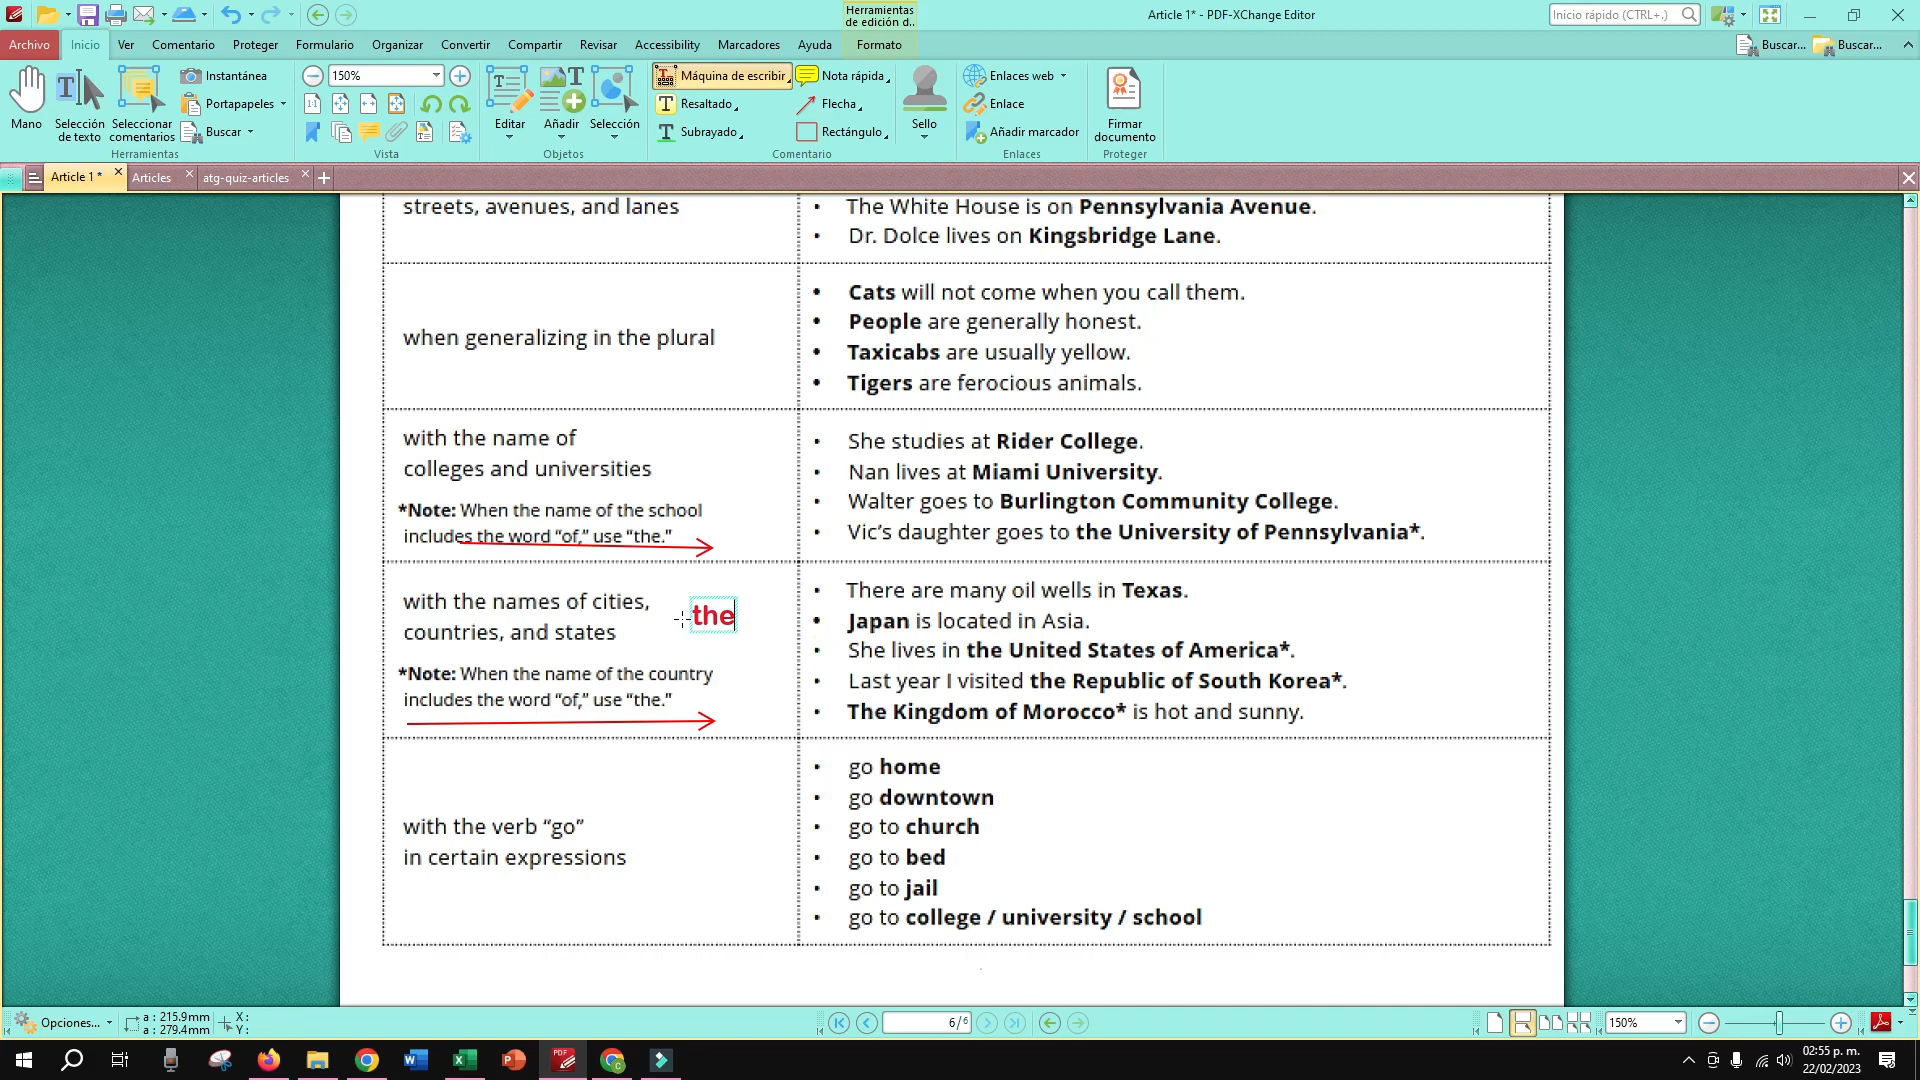 Herramientas
de edición d..
Article 1* - PDF-XChange Editor
Inicio rápido (CTRL+.)
Archivo
Inicio
Ver
Comentario
Proteger
Formulario
Organizar
Convertir
Compartir
Revisar
Accessibility
Marcadores
Ayuda
Formato
Buscar...
Buscar...
Mano
Selección
de texto
Seleccionar
comentarios
Instantánea
Portapapeles
Buscar
Herramientas
150%
Vista
Editar
Añadir
Selección
Objetos
Máquina de escribir
Resaltado
Subrayado
Nota rápida
Flecha
Rectángulo
Sello
Comentario
Enlaces web
Enlace
Añadir marcador
Enlaces
Firmar
documento
Proteger
Article 1 *
Articles
atg-quiz-articles
streets, avenues, and lanes
• The White House is on Pennsylvania Avenue.
• Dr. Dolce lives on Kingsbridge Lane.
when generalizing in the plural
• Cats will not come when you call them.
• People are generally honest.
• Taxicabs are usually yellow.
• Tigers are ferocious animals.
with the name of
colleges and universities
*Note: When the name of the school
includes the word “of,” use “the.”
• She studies at Rider College.
• Nan lives at Miami University.
• Walter goes to Burlington Community College.
• Vic’s daughter goes to the University of Pennsylvania*.
with the names of cities,
countries, and states
the
*Note: When the name of the country
includes the word “of,” use “the.”
• There are many oil wells in Texas.
• Japan is located in Asia.
• She lives in the United States of America*.
• Last year I visited the Republic of South Korea*.
• The Kingdom of Morocco* is hot and sunny.
with the verb “go”
in certain expressions
• go home
• go downtown
• go to church
• go to bed
• go to jail
• go to college / university / school
Opciones...
a : 215.9mm
a : 279.4mm
X :
Y :
6/6
150%
02:55 p. m.
22/02/2023